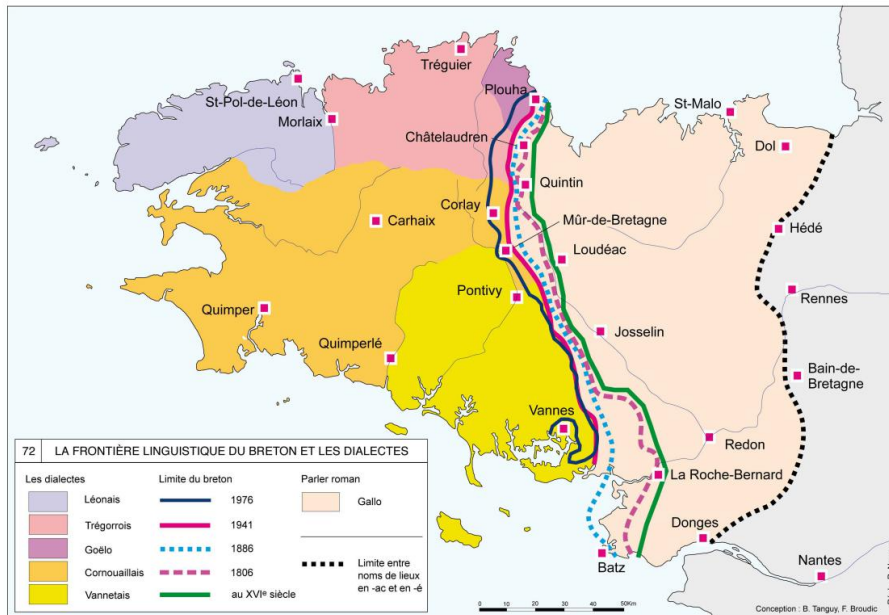 Tréguier
Plouha
St-Pol-de-Léon
Morlaix
St-Malo
Châtelaudren
Dol
Quintin
Corlay
Mûr-de-Bretagne
Carhaix
Hédé
Loudéac
Rennes
Pontivy
Quimper
Josselin
Quimperlé
Bain-de-
Bretagne
Vannes
Redon
La Roche-Bernard
Donges
Batz
Nantes
72 LA FRONTIÈRE LINGUISTIQUE DU BRETON ET LES DIALECTES
Les dialectes Limite du breton Parler roman
Léonais 1976 Gallo
Trégorrois 1941
Goëlo 1886
Cornouaillais 1806 Limite entre
noms de lieux
en -ac et en -é
Vannetais au XVIe siècle
0 10 20 30 40 50Km
Conception : B. Tanguy, F. Broudic